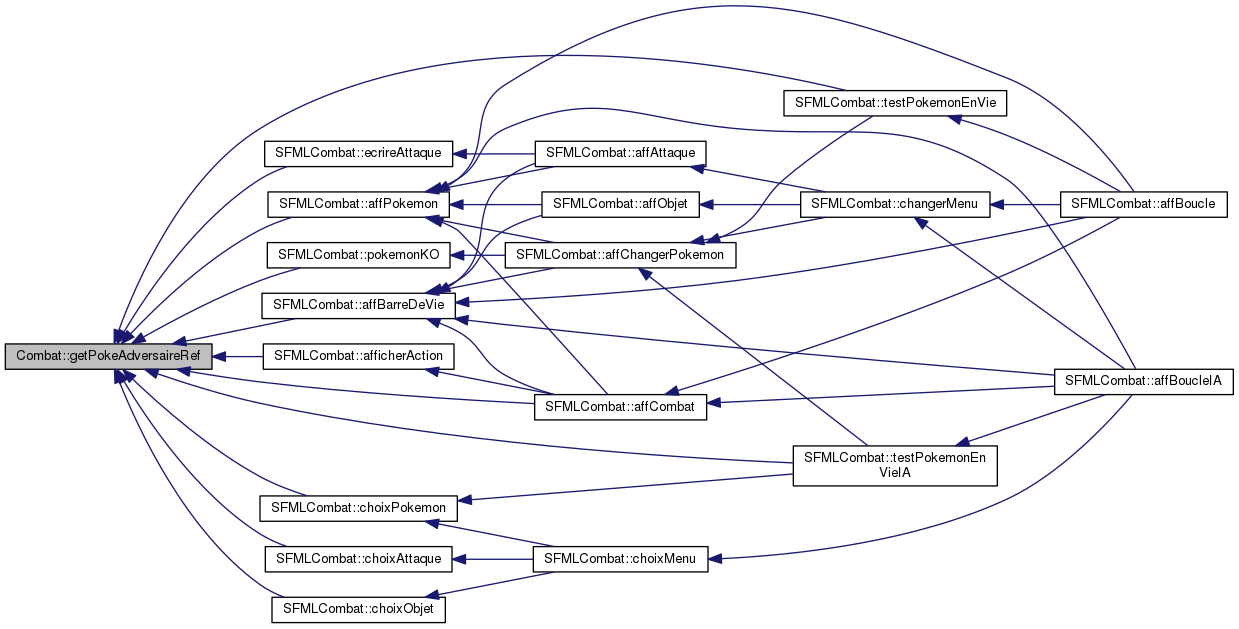 Combat::getPokeAdversaireRef
SFMLCombat::ecrireAttaque
SFMLCombat::affPokemon
SFMLCombat::pokemonKO
SFMLCombat::affBarreDeVie
SFMLCombat::afficherAction
SFMLCombat::choixPokemon
SFMLCombat::choixAttaque
SFMLCombat::choixObjet
SFMLCombat::affAttaque
SFMLCombat::affObjet
SFMLCombat::affChangerPokemon
SFMLCombat::affCombat
SFMLCombat::choixMenu
SFMLCombat::testPokemonEnVie
SFMLCombat::changerMenu
SFMLCombat::testPokemonEn
VieIA
SFMLCombat::affBoucle
SFMLCombat::affBoucleIA